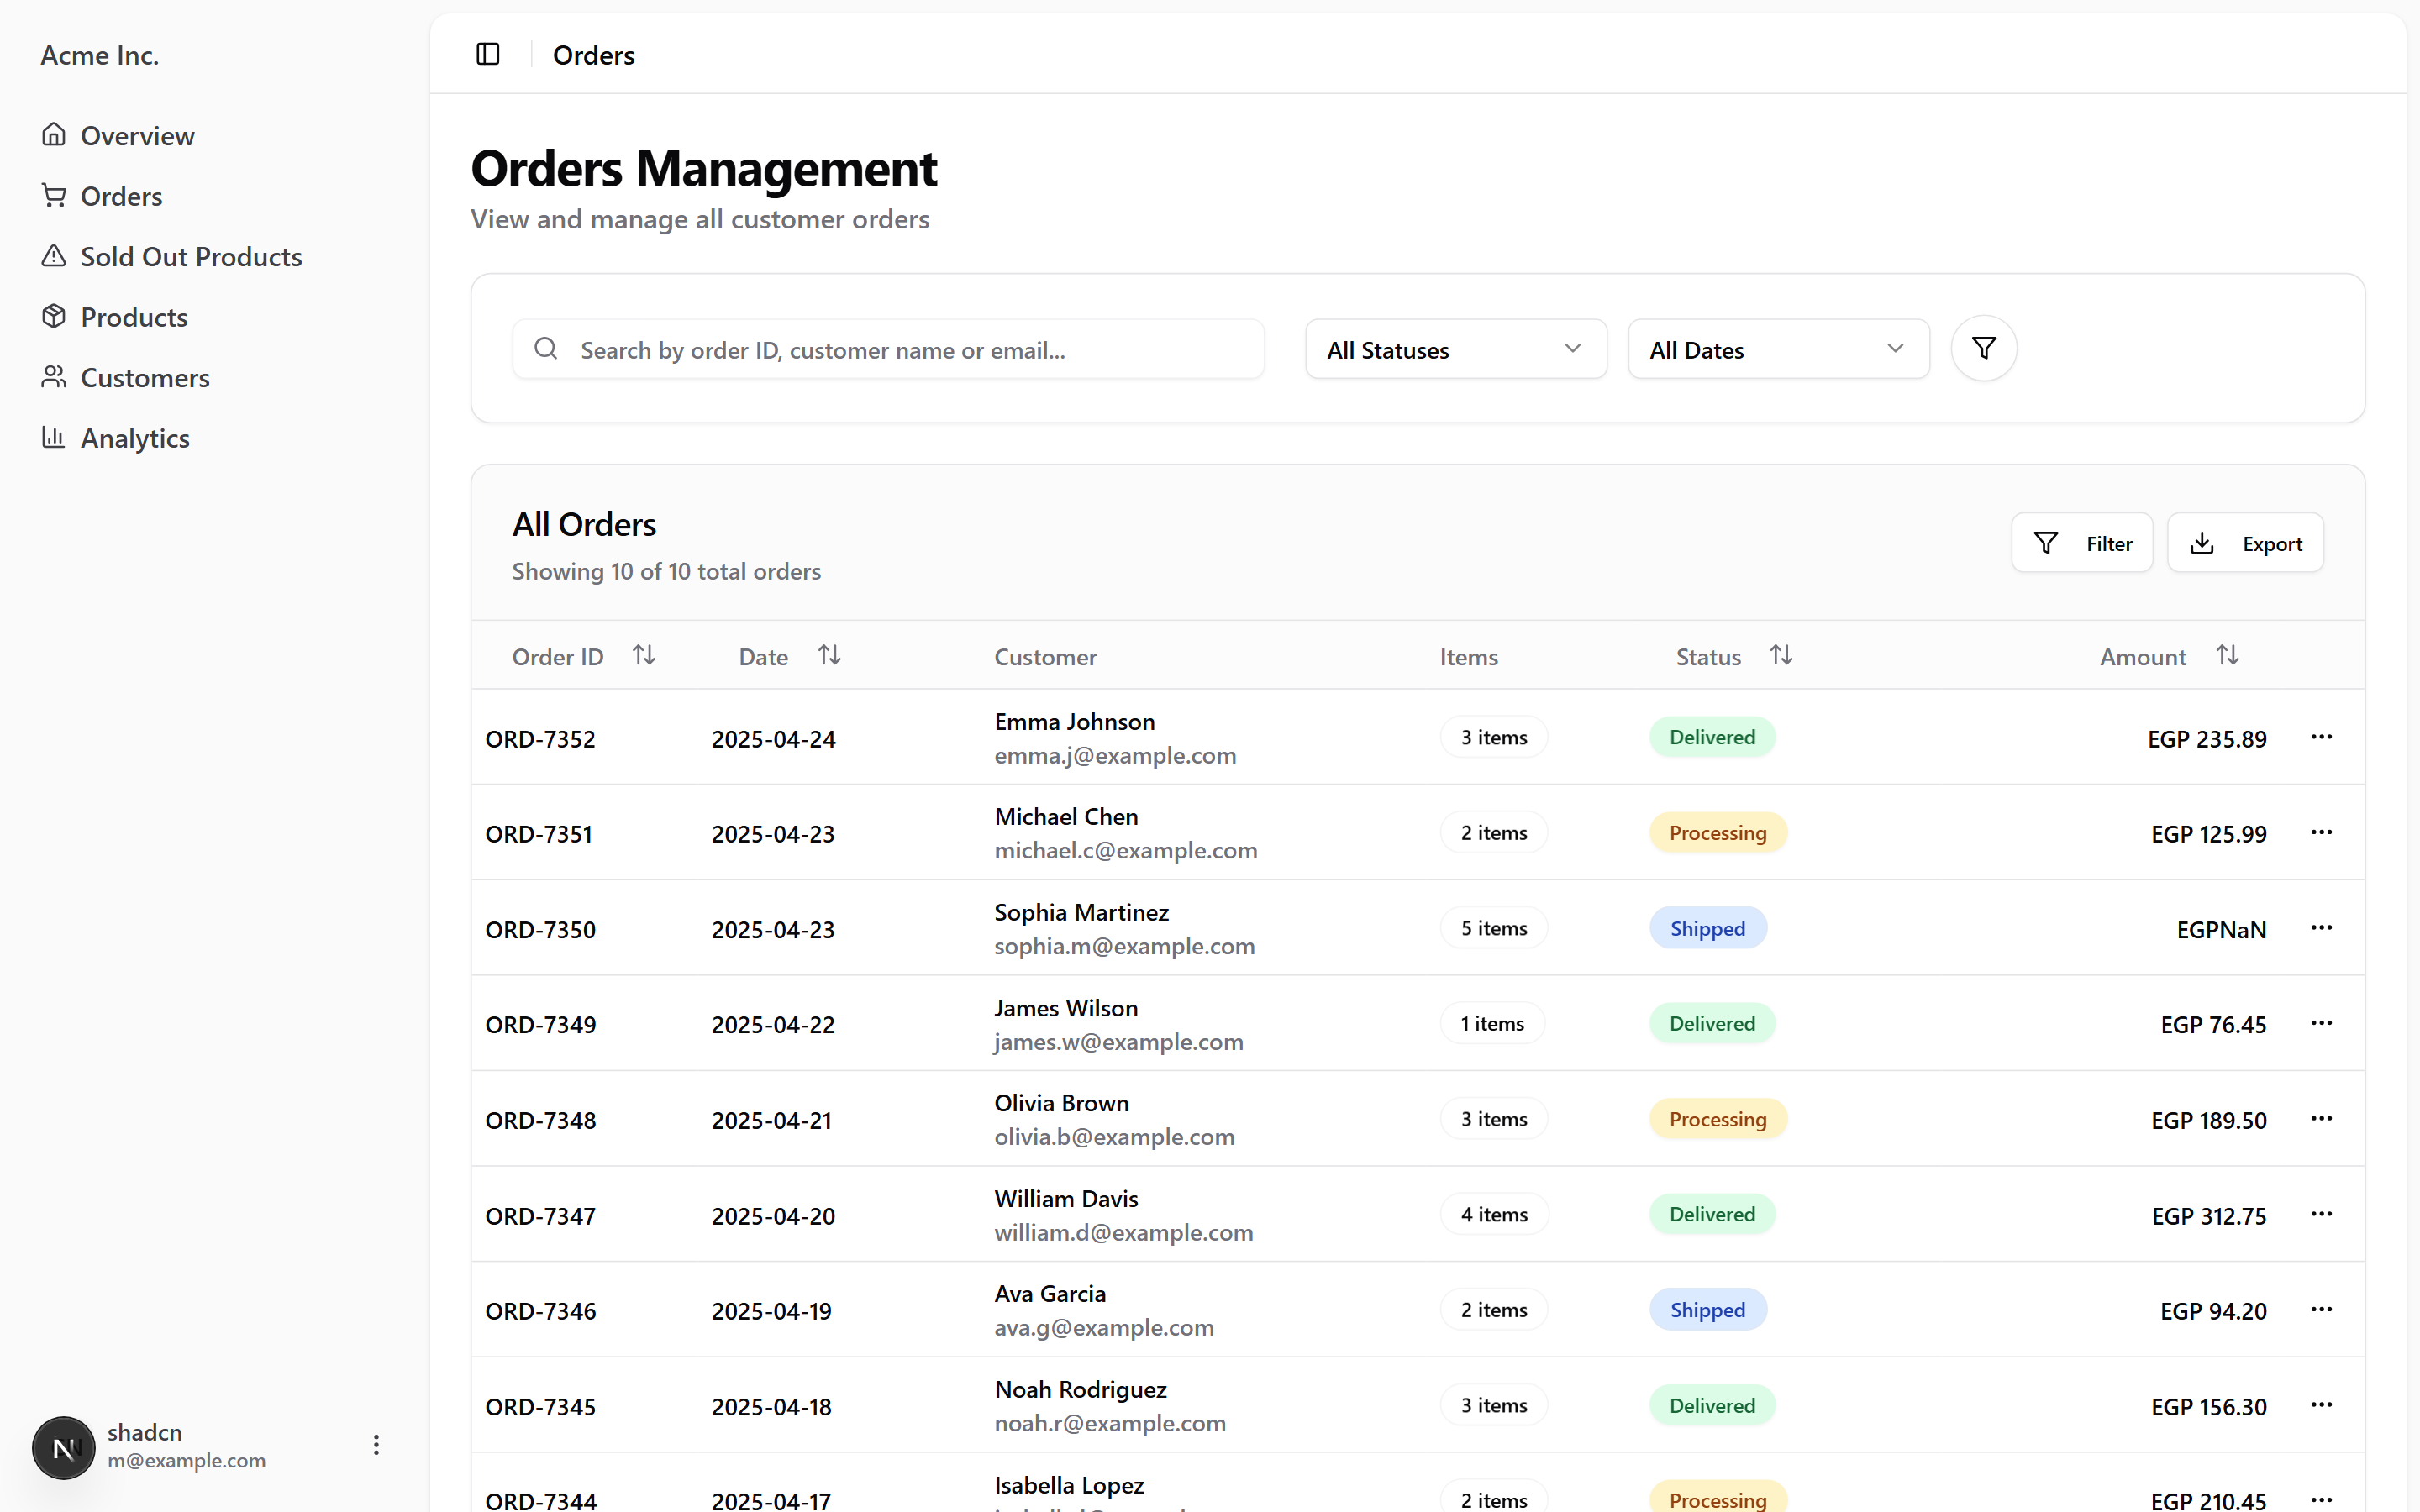 Acme Inc.
Overview
Orders
Sold Out Products
Products
Customers
Analytics
shadcn
m@example.com
N
Orders
Orders Management
View and manage all customer orders
Search by order ID, customer name or email...
All Statuses
All Dates
All Orders
Showing 10 of 10 total orders
Filter
Export
Order ID Date Customer Items Status Amount
ORD-7352 2025-04-24 Emma Johnson 3 items Delivered EGP 235.89
emma.j@example.com
ORD-7351 2025-04-23 Michael Chen 2 items Processing EGP 125.99
michael.c@example.com
ORD-7350 2025-04-23 Sophia Martinez 5 items Shipped EGPNaN
sophia.m@example.com
ORD-7349 2025-04-22 James Wilson 1 items Delivered EGP 76.45
james.w@example.com
ORD-7348 2025-04-21 Olivia Brown 3 items Processing EGP 189.50
olivia.b@example.com
ORD-7347 2025-04-20 William Davis 4 items Delivered EGP 312.75
william.d@example.com
ORD-7346 2025-04-19 Ava Garcia 2 items Shipped EGP 94.20
ava.g@example.com
ORD-7345 2025-04-18 Noah Rodriguez 3 items Delivered EGP 156.30
noah.r@example.com
ORD-7344 2025-04-17 Isabella Lopez 2 items Processing EGP 210.45